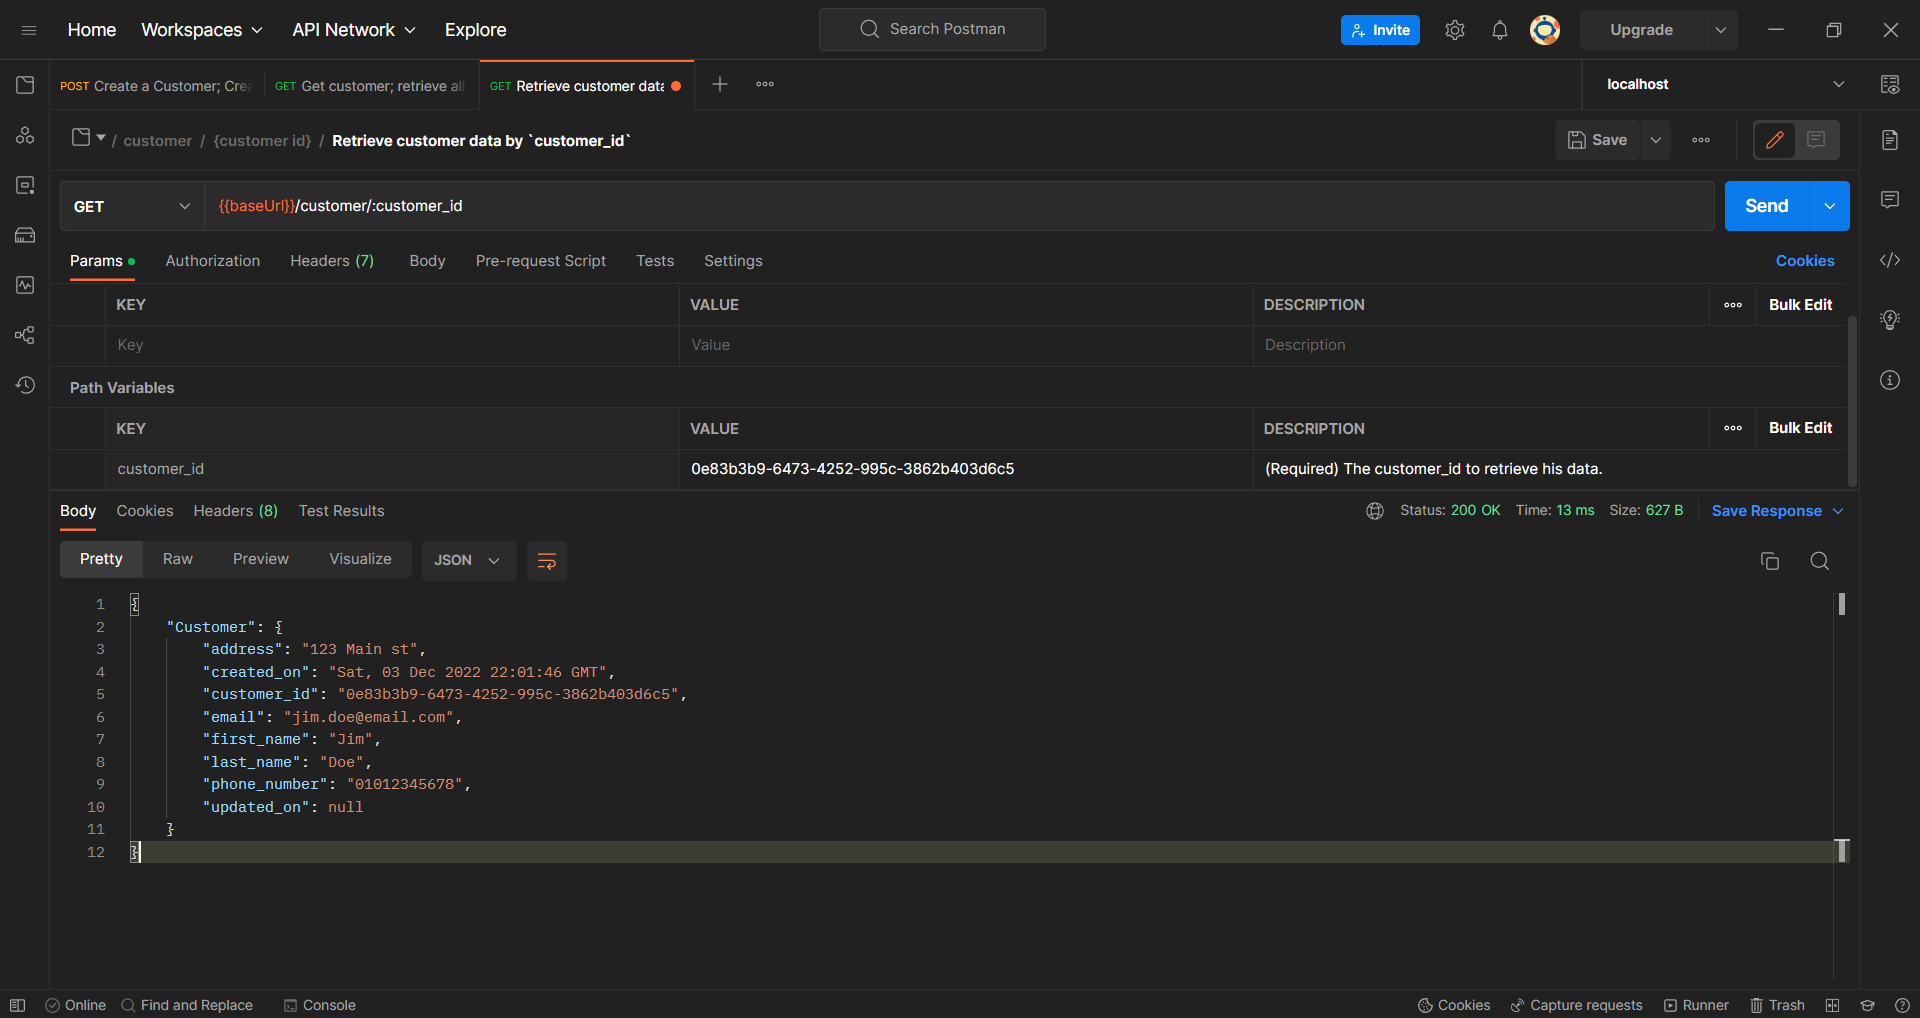 Home Workspaces API Network Explore Search Postman Invite Upgrade
POST Create a Customer; Cre GET Get customer; retrieve all GET Retrieve customer data localhost
/ customer / {customer id} / Retrieve customer data by `customer_id` Save
GET {{baseUrl}}/customer/:customer_id Send
Params Authorization Headers (7) Body Pre-request Script Tests Settings Cookies
KEY VALUE DESCRIPTION Bulk Edit
Key Value Description
Path Variables
KEY VALUE DESCRIPTION Bulk Edit
customer_id 0e83b3b9-6473-4252-995c-3862b403d6c5 (Required) The customer_id to retrieve his data.
Body Cookies Headers (8) Test Results Status: 200 OK Time: 13 ms Size: 627 B Save Response
Pretty Raw Preview Visualize JSON
1 {
2 "Customer": {
3 "address": "123 Main st",
4 "created_on": "Sat, 03 Dec 2022 22:01:46 GMT",
5 "customer_id": "0e83b3b9-6473-4252-995c-3862b403d6c5",
6 "email": "jim.doe@email.com",
7 "first_name": "Jim",
8 "last_name": "Doe",
9 "phone_number": "01012345678",
10 "updated_on": null
11 }
12 }
Online Find and Replace Console Cookies Capture requests Runner Trash